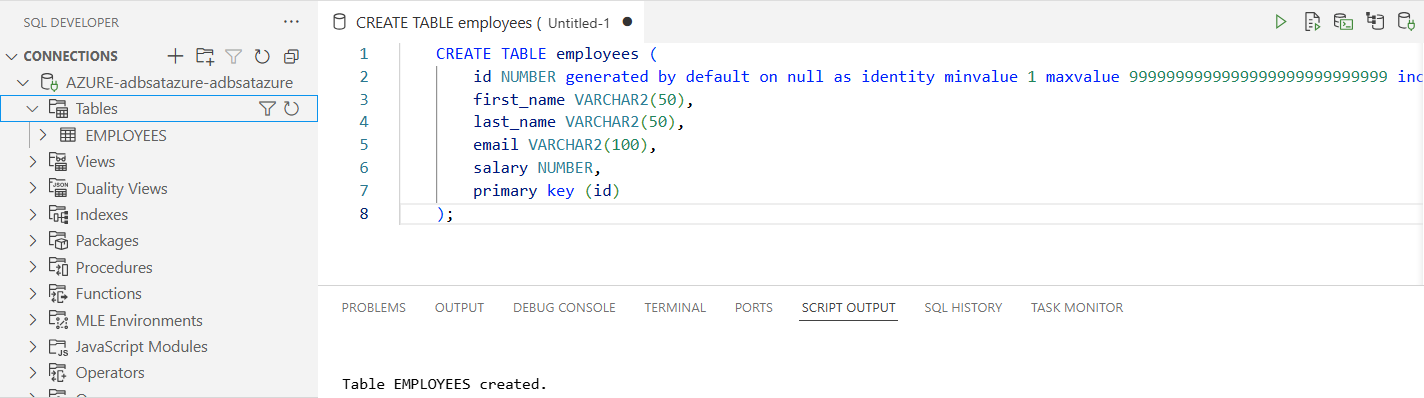 SQL DEVELOPER
CONNECTIONS
AZURE-adbsatazure-adbsatazure
Tables
EMPLOYEES
Views
Duality Views
Indexes
Packages
Procedures
Functions
MLE Environments
JavaScript Modules
Operators
CREATE TABLE employees ( Untitled-1
1 CREATE TABLE employees (
2 id NUMBER generated by default on null as identity minvalue 1 maxvalue 9999999999999999999999999999 inc
3 first_name VARCHAR2(50),
4 last_name VARCHAR2(50),
5 email VARCHAR2(100),
6 salary NUMBER,
7 primary key (id)
8 );
PROBLEMS OUTPUT DEBUG CONSOLE TERMINAL PORTS SCRIPT OUTPUT SQL HISTORY TASK MONITOR
Table EMPLOYEES created.